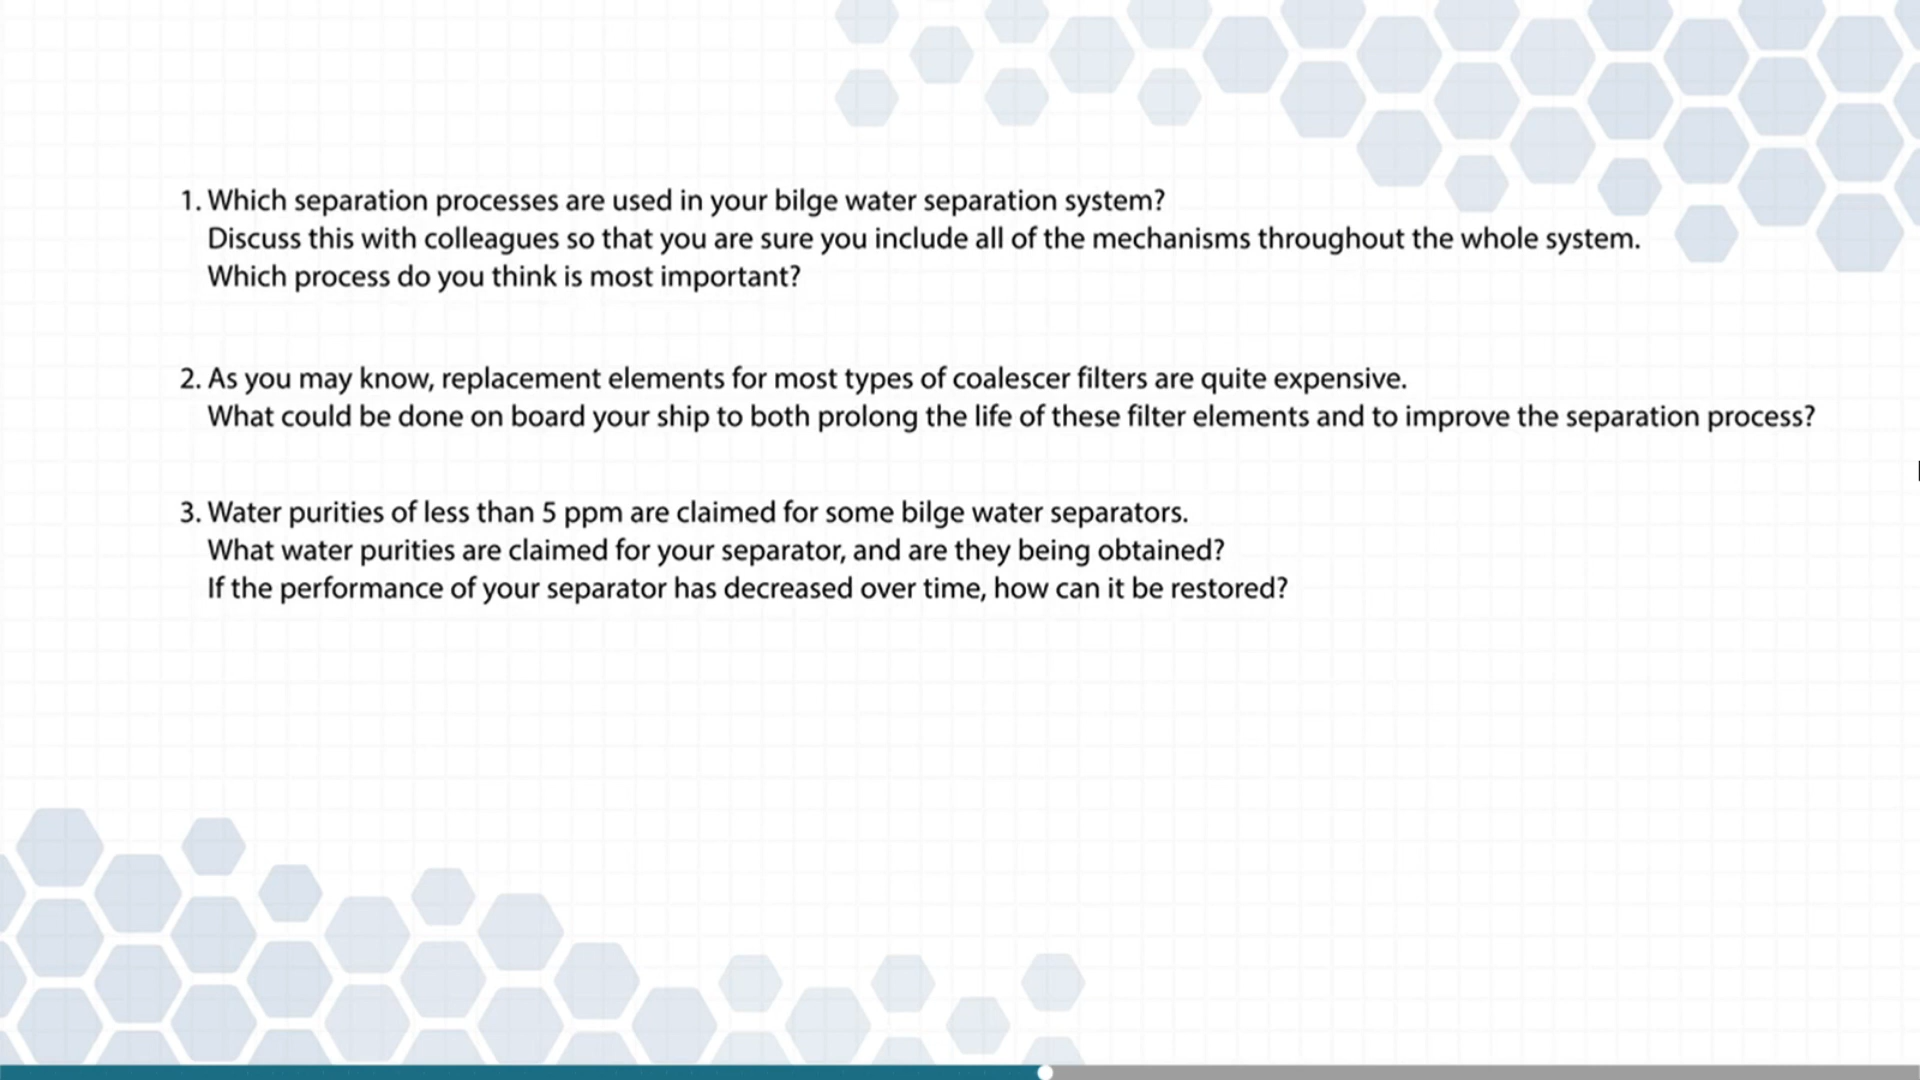 1. Which separation processes are used in your bilge water separation system?
Discuss this with colleagues so that you are sure you include all of the mechanisms throughout the whole system.
Which process do you think is most important?
2. As you may know, replacement elements for most types of coalescer filters are quite expensive.
What could be done on board your ship to both prolong the life of these filter elements and to improve the separation process?
3. Water purities of less than 5 ppm are claimed for some bilge water separators.
What water purities are claimed for your separator, and are they being obtained?
If the performance of your separator has decreased over time, how can it be restored?